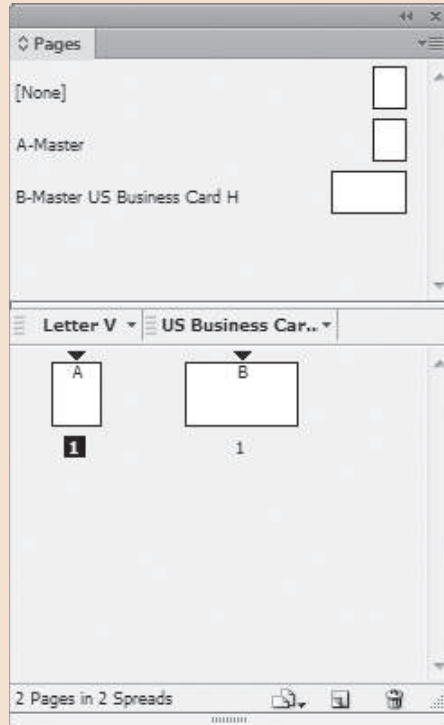 Pages
[None]
A-Master
B-Master US Business Card H
Letter V US Business Car..
A B
1 1
2 Pages in 2 Spreads